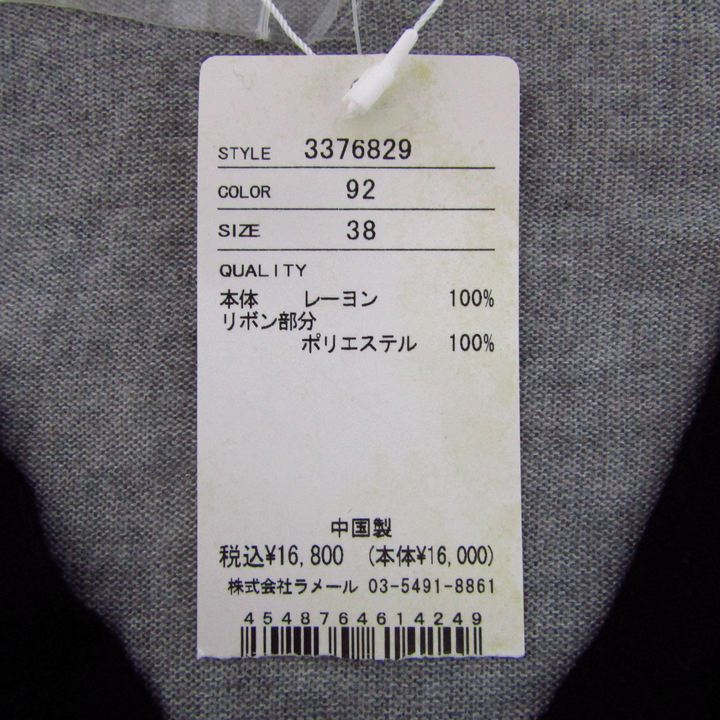 STYLE 3376829
COLOR 92
SIZE 38
QUALITY
本体 レーヨン 100%
リボン部分
ポリエステル 100%
中国製
税込¥16,800 (本体¥16,000)
株式会社ラメール 03-5491-8861
4548764614249